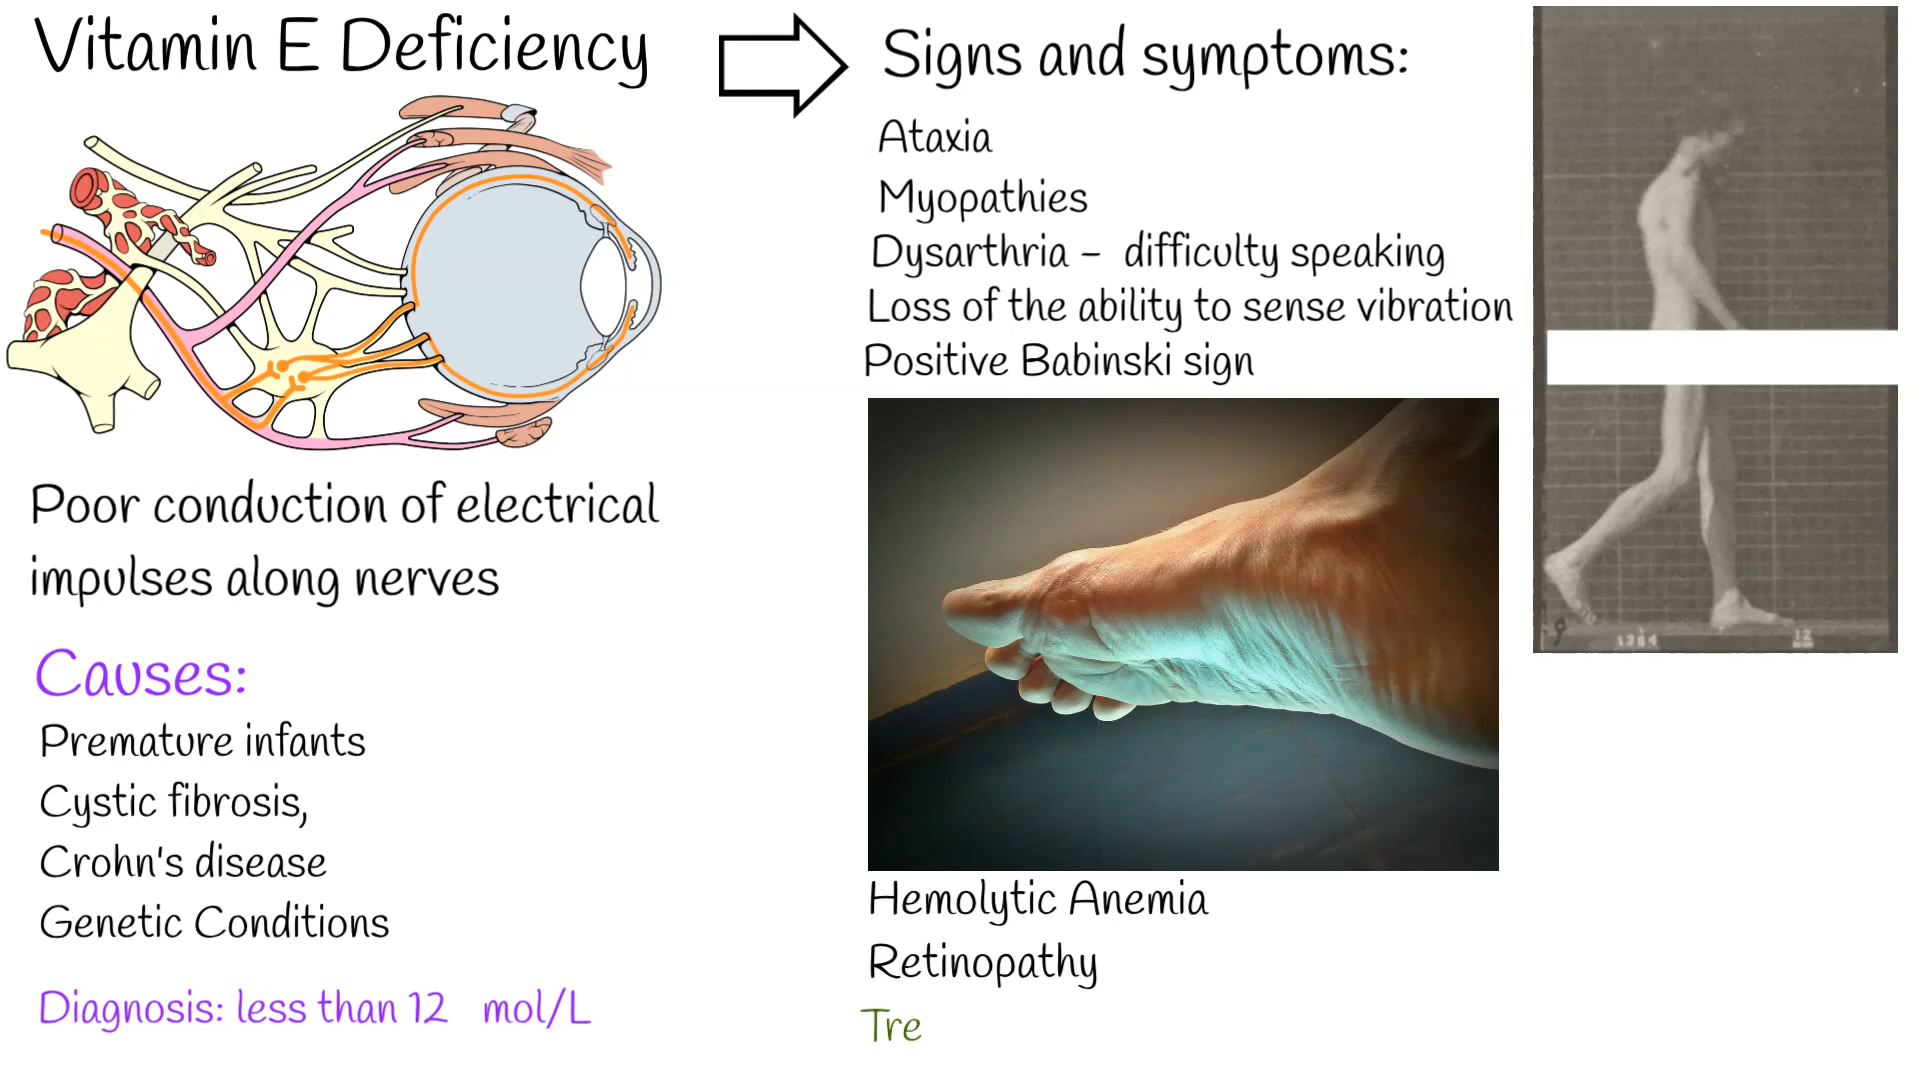 Vitamin E Deficiency
Poor conduction of electrical
impulses along nerves
Causes:
Premature infants
Cystic fibrosis,
Crohn's disease
Genetic Conditions
Diagnosis: less than 12 mol/L
Signs and symptoms:
Ataxia
Myopathies
Dysarthria - difficulty speaking
Loss of the ability to sense vibration
Positive Babinski sign
Hemolytic Anemia
Retinopathy
Tre
12